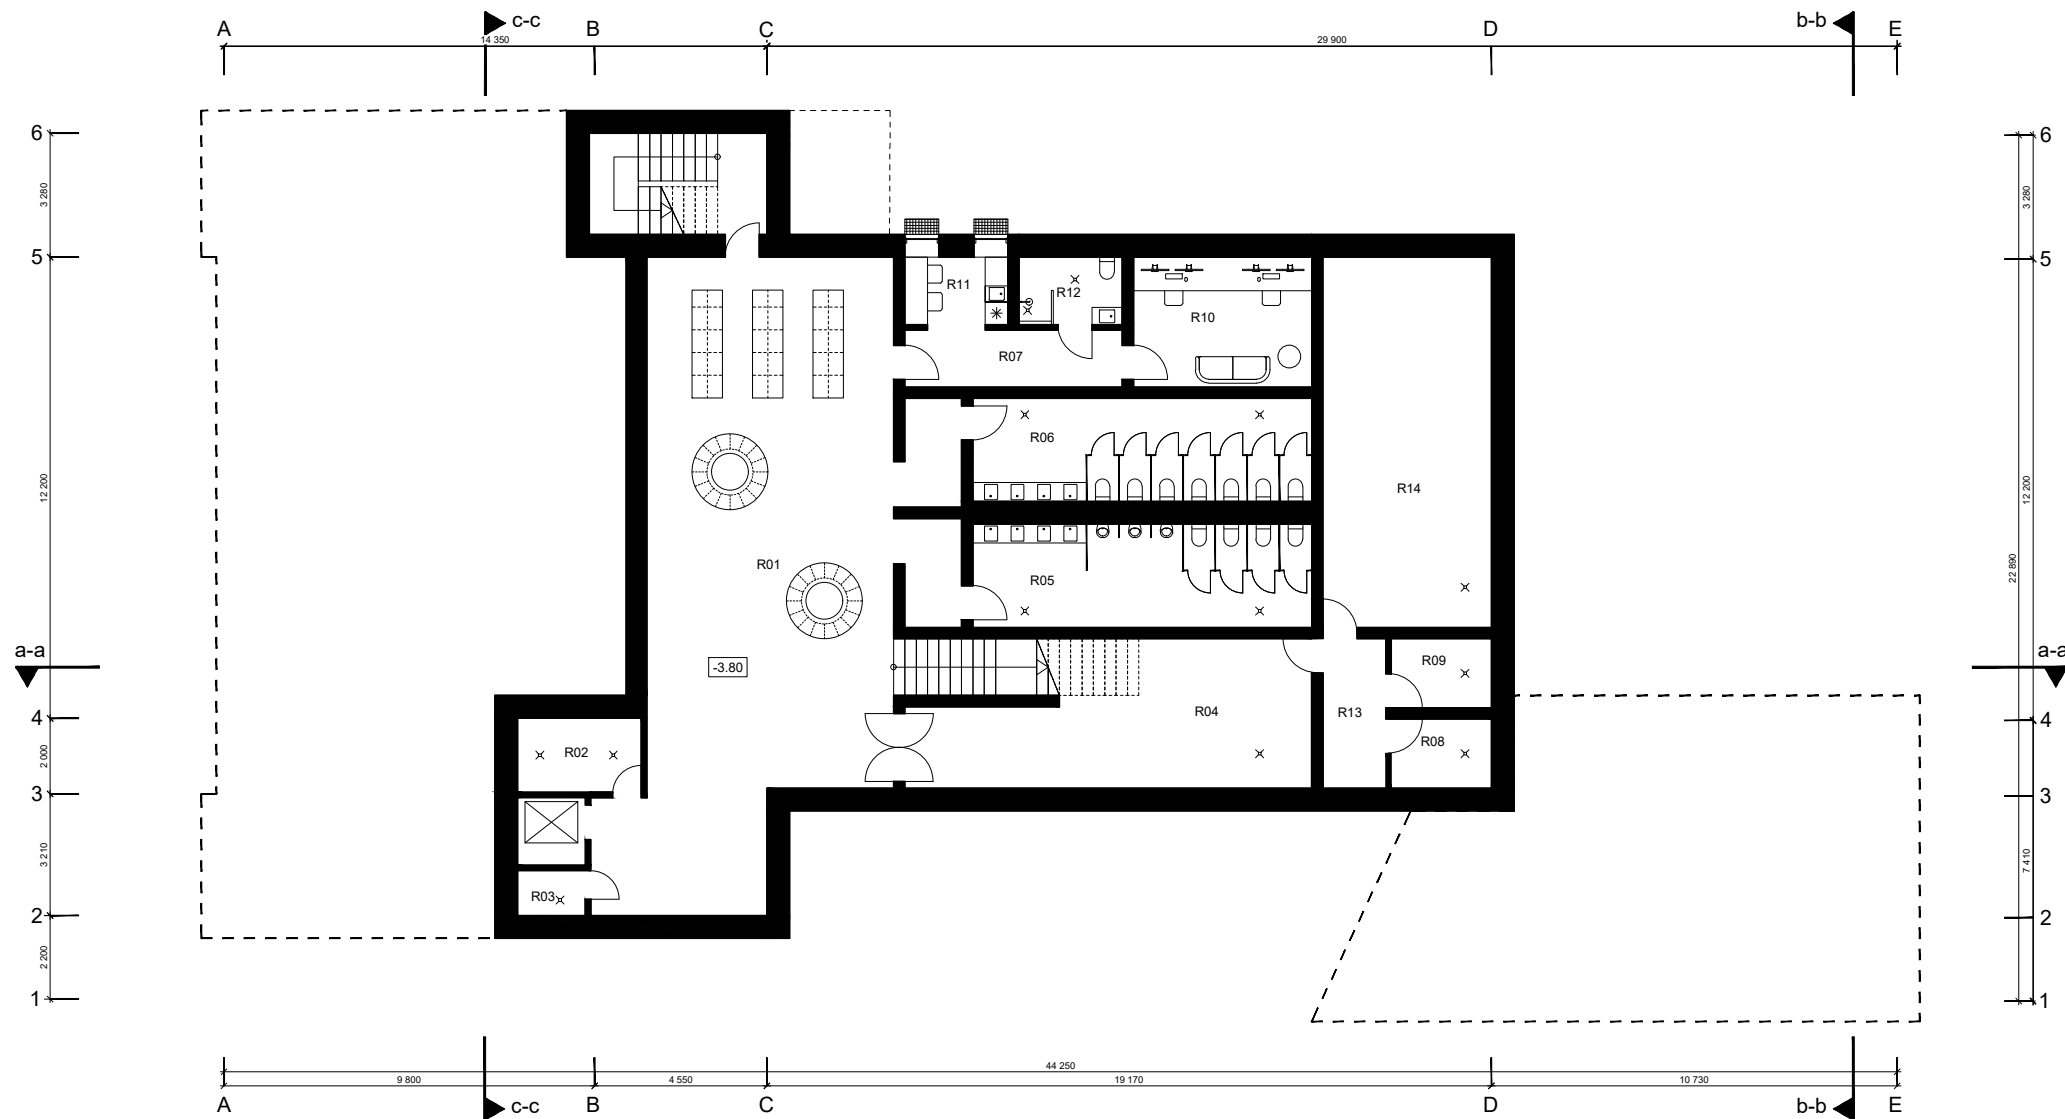 A c-c B C D b-b E
14 350 29 900
6 6
3 280 3 280
5 5
R11 R12 R10
R07
R06
12 200 R14 12 200
R01 R05 22 890
a-a -3.80 R09 a-a
4 R04 R13 4
2 000 R02 R08
3 3
3 210 7 410
R03
2 2
2 200
1 1
44 250
9 800 4 550 19 170 10 730
A c-c B C D b-b E